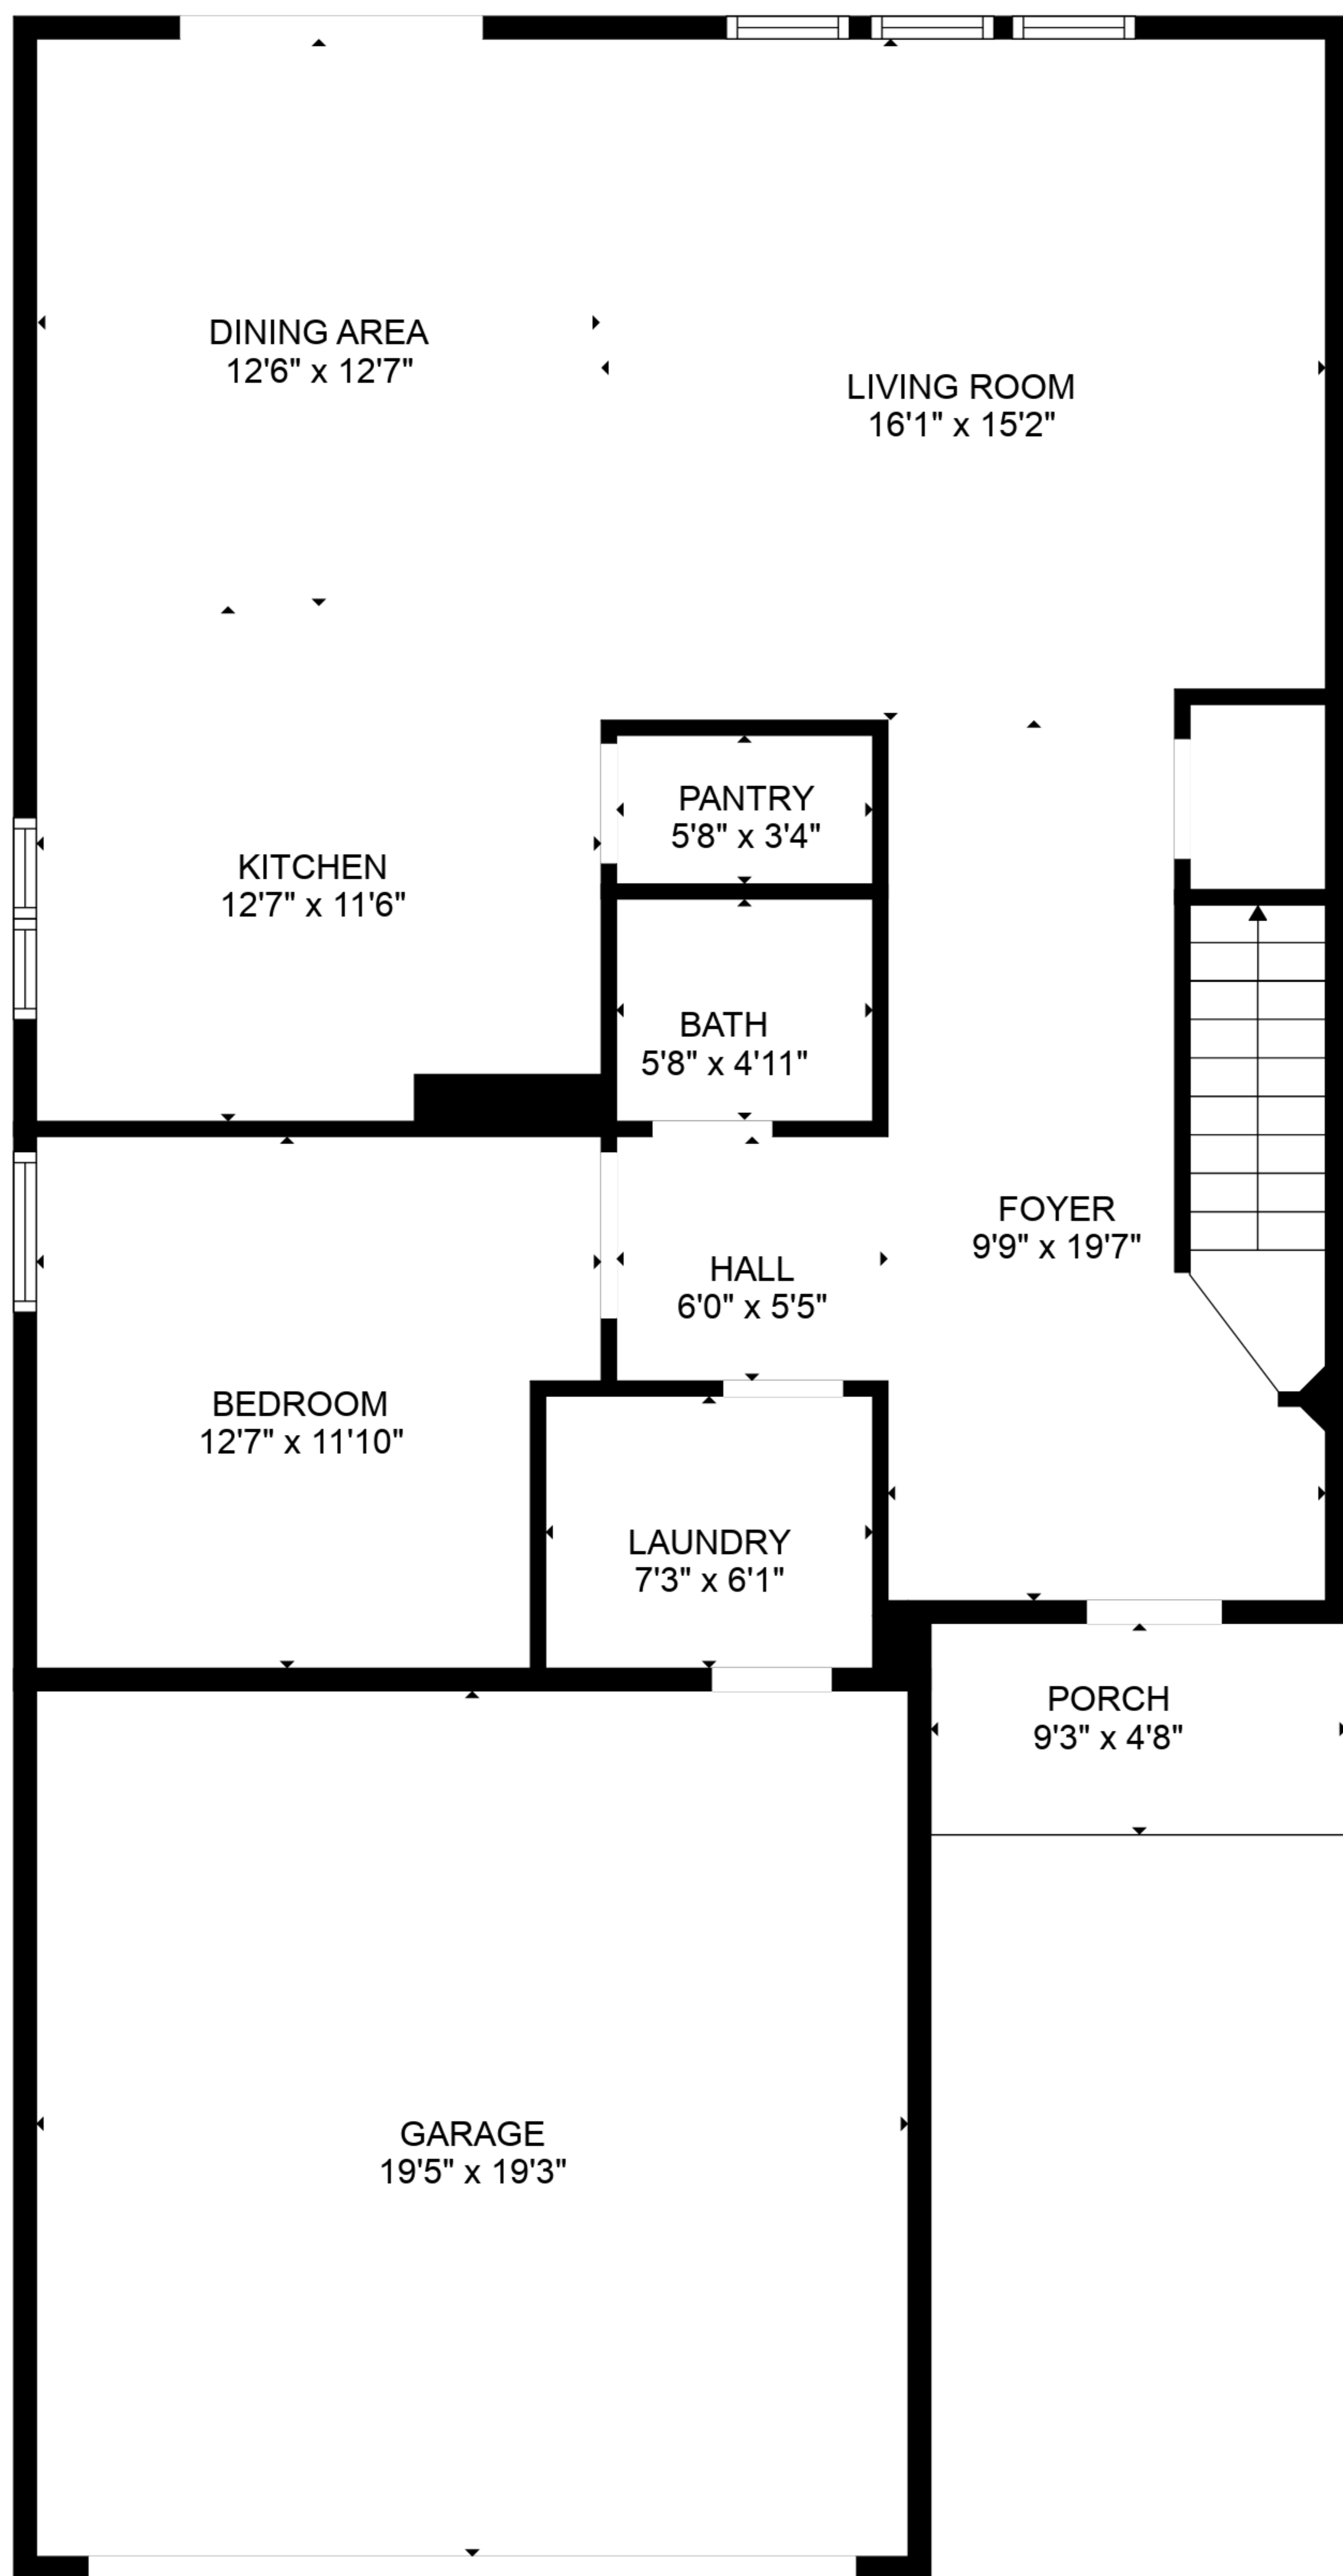 DINING AREA
12'6" x 12'7"
LIVING ROOM
16'1" x 15'2"
PANTRY
5'8" x 3'4"
KITCHEN
12'7" x 11'6"
BATH
5'8" x 4'11"
FOYER
9'9" x 19'7"
HALL
6'0" x 5'5"
BEDROOM
12'7" x 11'10"
LAUNDRY
7'3" x 6'1"
PORCH
9'3" x 4'8"
GARAGE
19'5" x 19'3"